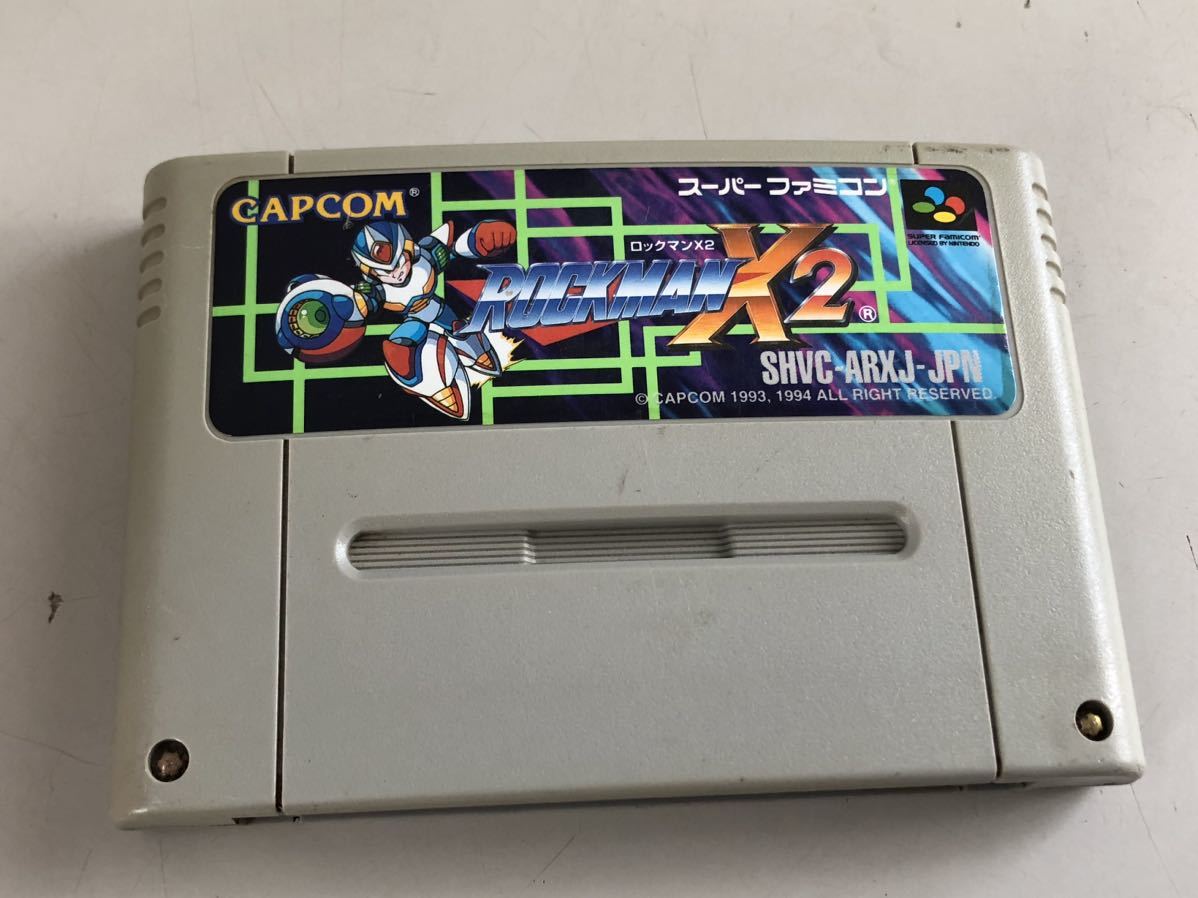 CAPCOM®
スーパーファミコン
SUPER FAMICOM
LICENSED BY NINTENDO
ロックマンX2
ROCKMAN X2®
SHVC-ARXJ-JPN
©CAPCOM 1993, 1994 ALL RIGHT RESERVED.